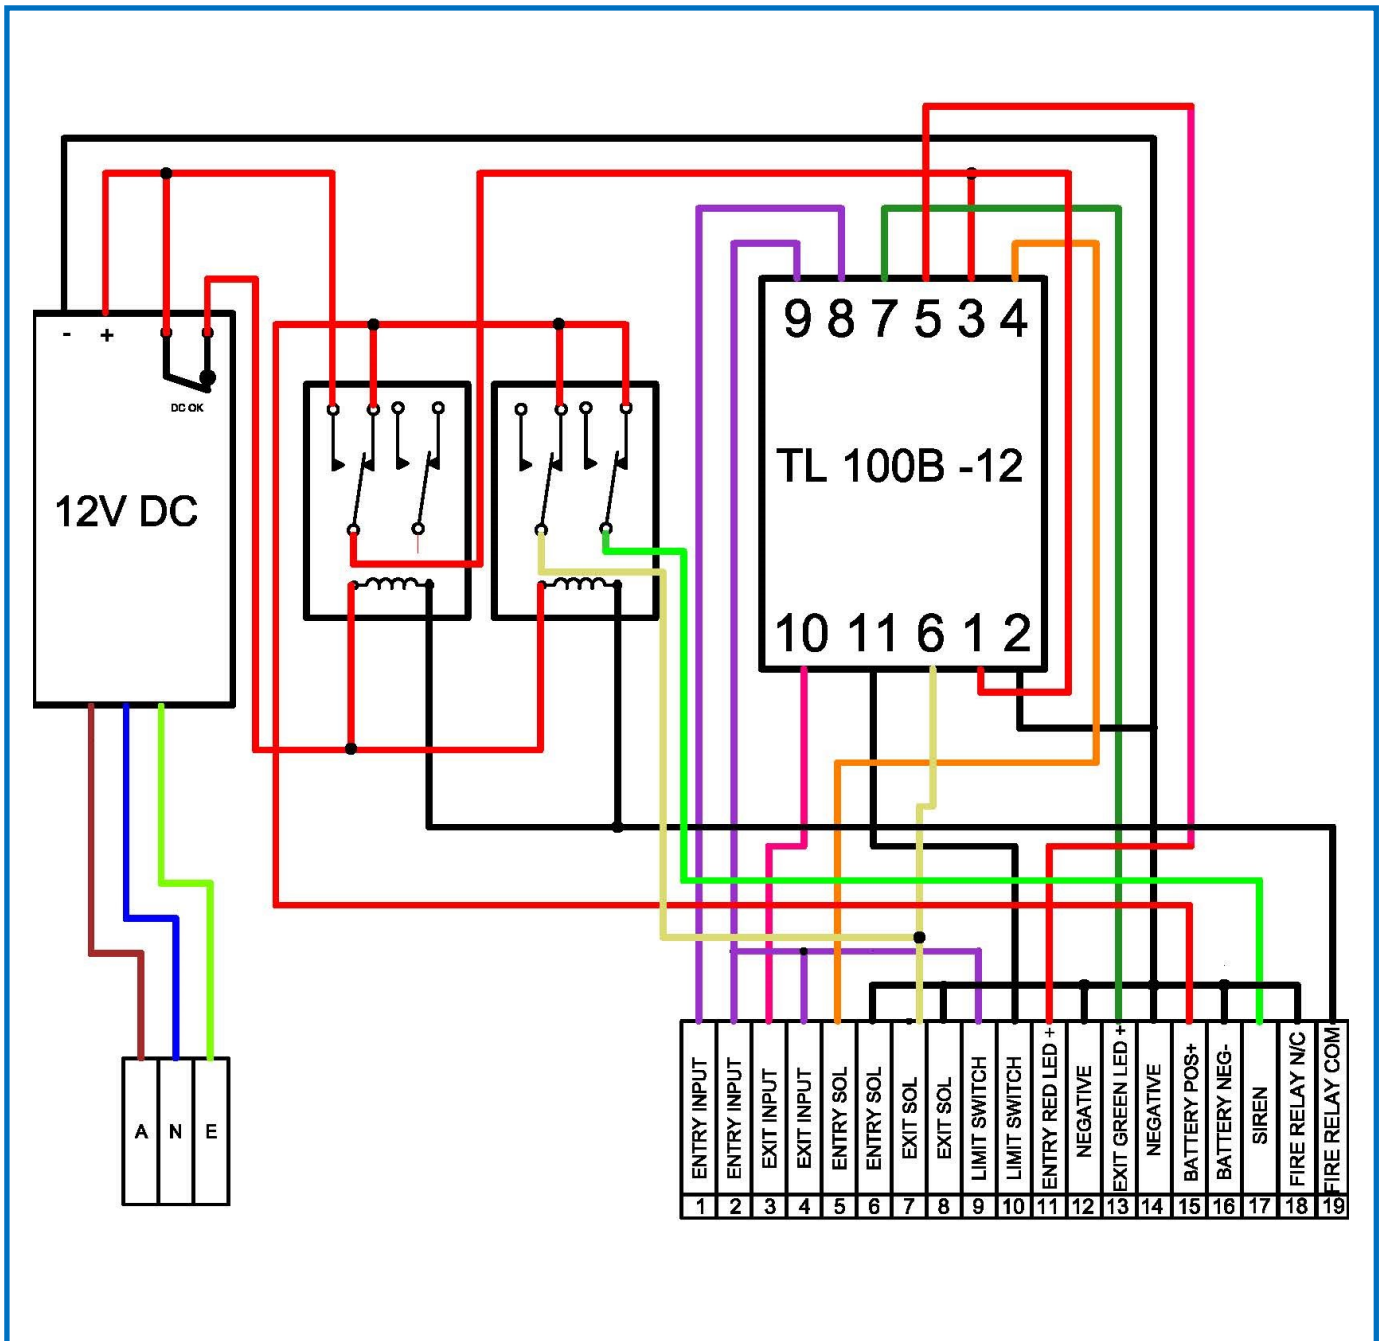 - +
DC OK
12V DC
9 8 7 5 3 4
TL 100B -12
10 11 6 1 2
A N E
ENTRY INPUT
ENTRY INPUT
EXIT INPUT
EXIT INPUT
ENTRY SOL
ENTRY SOL
EXIT SOL
EXIT SOL
LIMIT SWITCH
LIMIT SWITCH
ENTRY RED LED +
NEGATIVE
EXIT GREEN LED +
NEGATIVE
BATTERY POS+
BATTERY NEG-
SIREN
FIRE RELAY N/C
FIRE RELAY COM
1 2 3 4 5 6 7 8 9 10 11 12 13 14 15 16 17 18 19